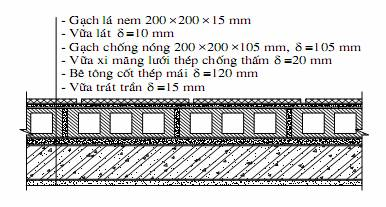 - Gạch lá nem 200×200×15 mm
- Vữa lát δ=10 mm
- Gạch chống nóng 200×200×105 mm, δ=105 mm
- Vữa xi măng lưới thép chống thấm δ=20 mm
- Bê tông cốt thép mái δ=120 mm
- Vữa trát trần δ=15 mm